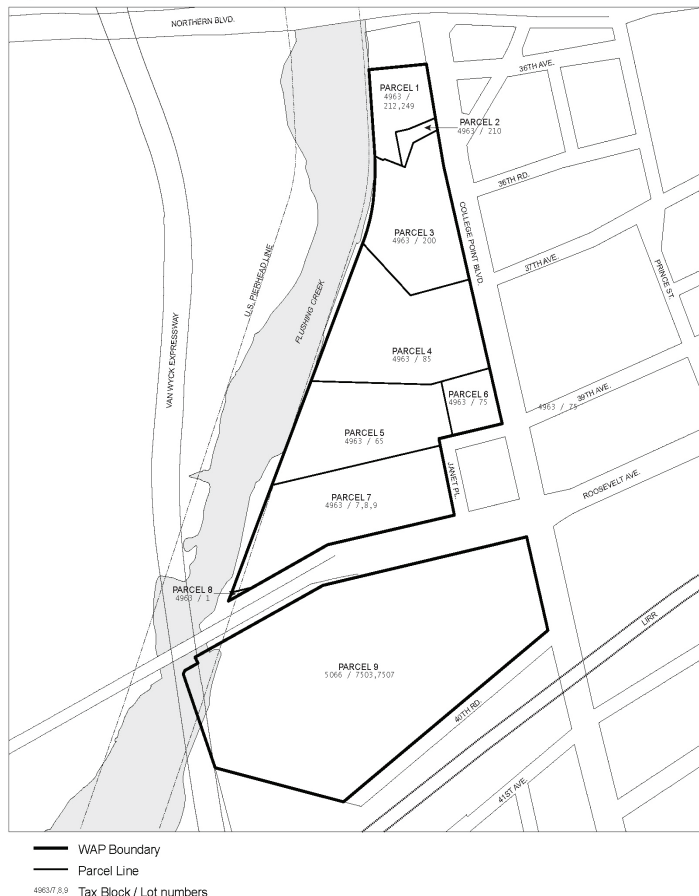 NORTHERN BLVD.
36TH AVE.
PARCEL 1
4963 /
212,249
PARCEL 2
4963 / 210
36TH RD.
COLLEGE POINT BLVD.
PARCEL 3
4963 / 200
37TH AVE.
PRINCE ST.
U.S. PIERHEAD LINE
FLUSHING CREEK
VAN WYCK EXPRESSWAY
PARCEL 4
4963 / 85
PARCEL 6
4963 / 75
39TH AVE.
4963 / 75
PARCEL 5
4963 / 65
JANET PL.
ROOSEVELT AVE.
PARCEL 7
4963 / 7,8,9
PARCEL 8
4963 / 1
LIRR
PARCEL 9
5066 / 7503,7507
40TH RD.
41ST AVE.
WAP Boundary
Parcel Line
4963/7,8,9 Tax Block / Lot numbers